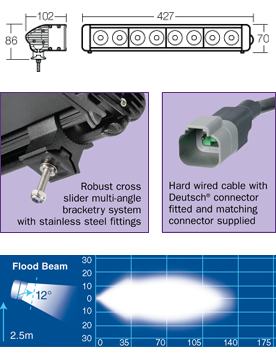 102
427
86
70
Robust cross
slider multi-angle
bracketry system
with stainless steel fittings
Hard wired cable with
Deutsch® connector
fitted and matching
connector supplied
Flood Beam
12°
2.5m
30
20
10
0
10
20
30
0 35 70 105 140 175